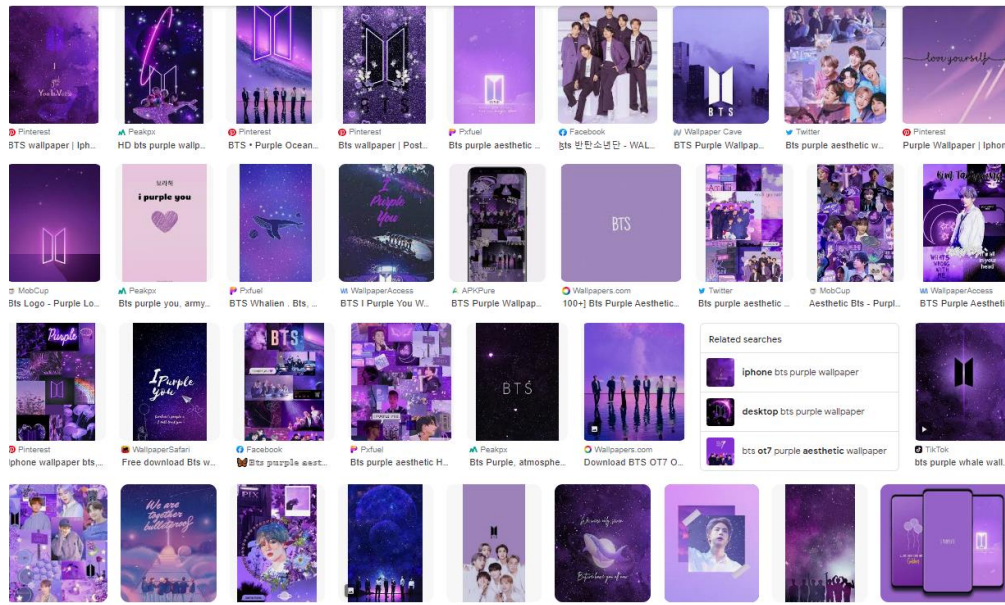 BTS
love yourself
Pinterest
Peakpx
Pinterest
Pinterest
Pxfuel
Facebook
Wallpaper Cave
Twitter
Pinterest
BTS wallpaper | Iph...
HD bts purple wallp...
BTS • Purple Ocean...
Bts wallpaper | Post...
Bts purple aesthetic ...
bts 반탄소년단 - WAL...
BTS Purple Wallpap...
Bts purple aesthetic w...
Purple Wallpaper | Iphon
보라해
i purple you
I
Purple
You
BTS
Kim Taehyung
MobCup
Peakpx
Pxfuel
WallpaperAccess
APKPure
Wallpapers.com
Twitter
MobCup
WallpaperAccess
Bts Logo - Purple Lo...
Bts purple you, army...
BTS Whalien . Bts, ...
BTS I Purple You W...
BTS Purple Wallpap...
100+] Bts Purple Aesthetic...
Bts purple aesthetic ...
Aesthetic Bts - Purpl...
BTS Purple Aestheti
Purple
I Purple
You
BTS
BTS
Related searches
iphone bts purple wallpaper
desktop bts purple wallpaper
bts ot7 purple aesthetic wallpaper
Pinterest
WallpaperSafari
Facebook
Pxfuel
Peakpx
Wallpapers.com
TikTok
Iphone wallpaper bts,...
Free download Bts w...
Bts purple aest...
Bts purple aesthetic H...
Bts Purple, atmosphe...
Download BTS OT7 O...
bts purple whale wall.
We are
together
bulletproof